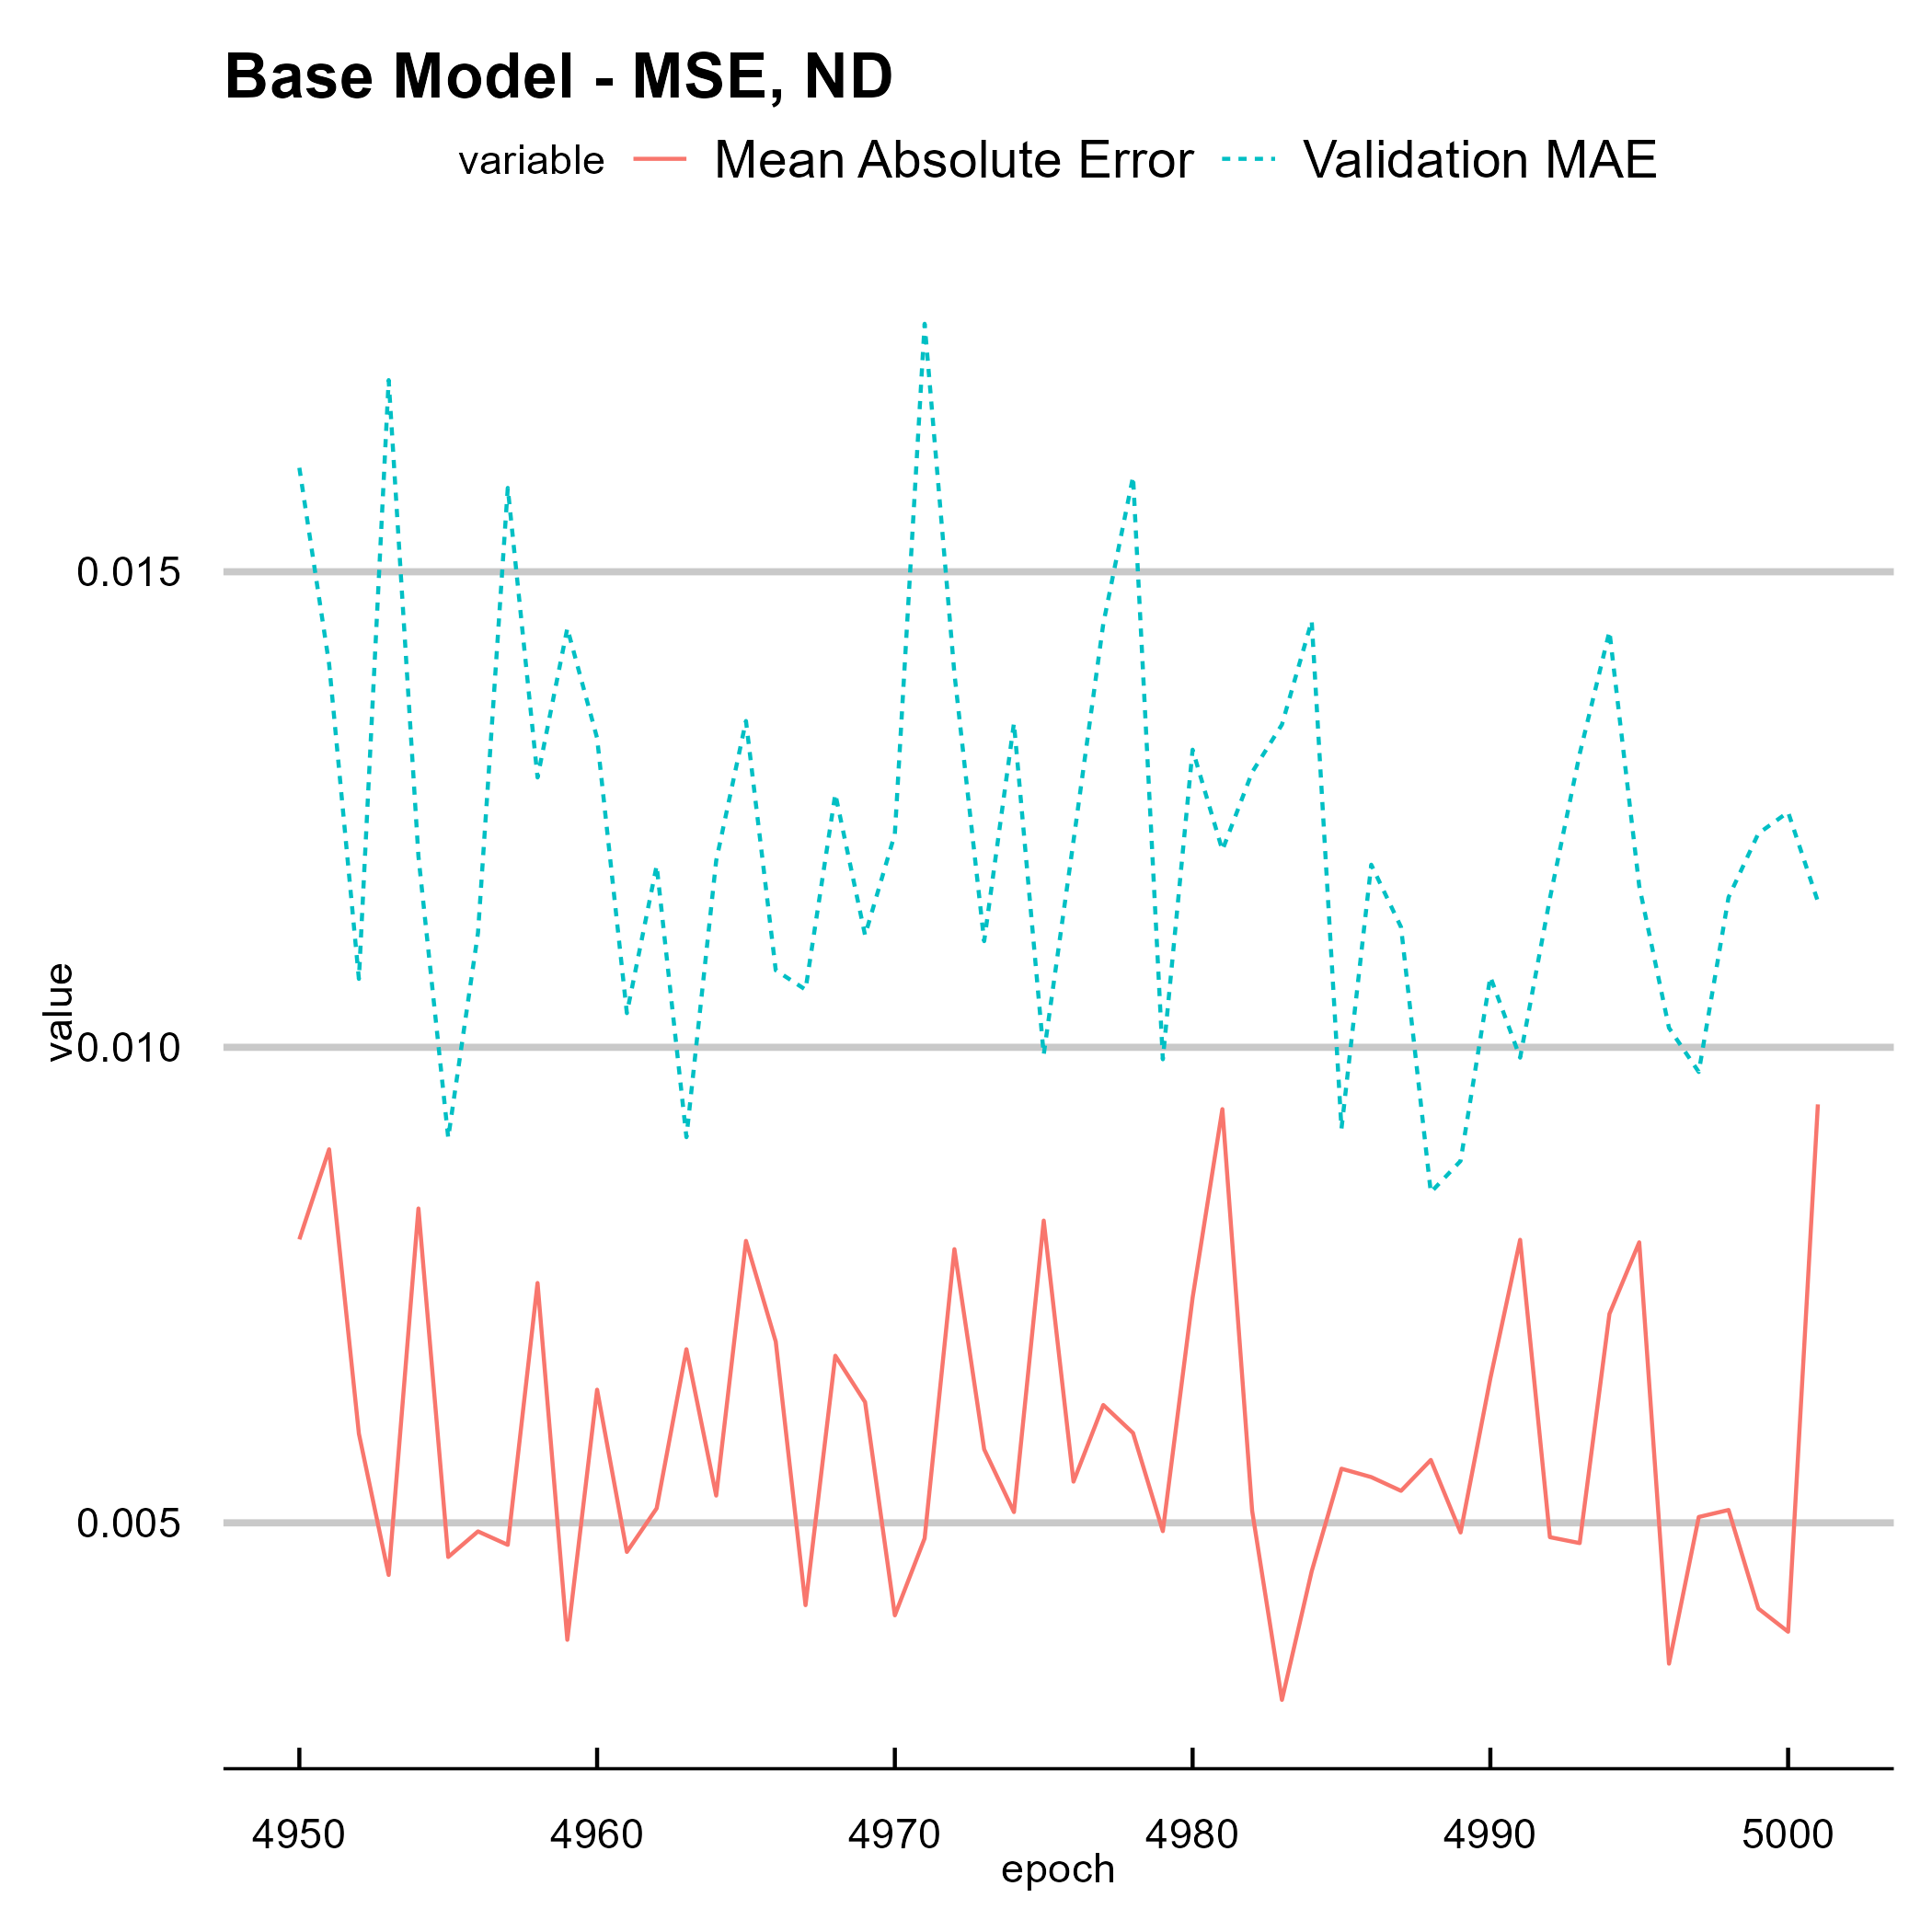 Base Model - MSE, ND
variable Mean Absolute Error Validation MAE
0.015
value
0.010
0.005
4950 4960 4970 4980 4990 5000
epoch